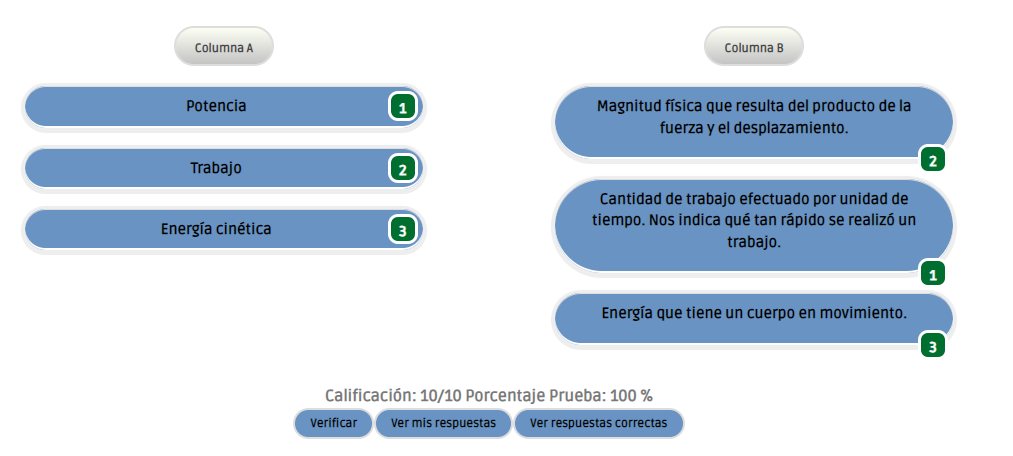 Columna A
Potencia
1
Trabajo
2
Energía cinética
3
Columna B
Magnitud física que resulta del producto de la
fuerza y el desplazamiento.
2
Cantidad de trabajo efectuado por unidad de
tiempo. Nos indica qué tan rápido se realizó un
trabajo.
1
Energía que tiene un cuerpo en movimiento.
3
Calificación: 10/10 Porcentaje Prueba: 100 %
Verificar Ver mis respuestas Ver respuestas correctas